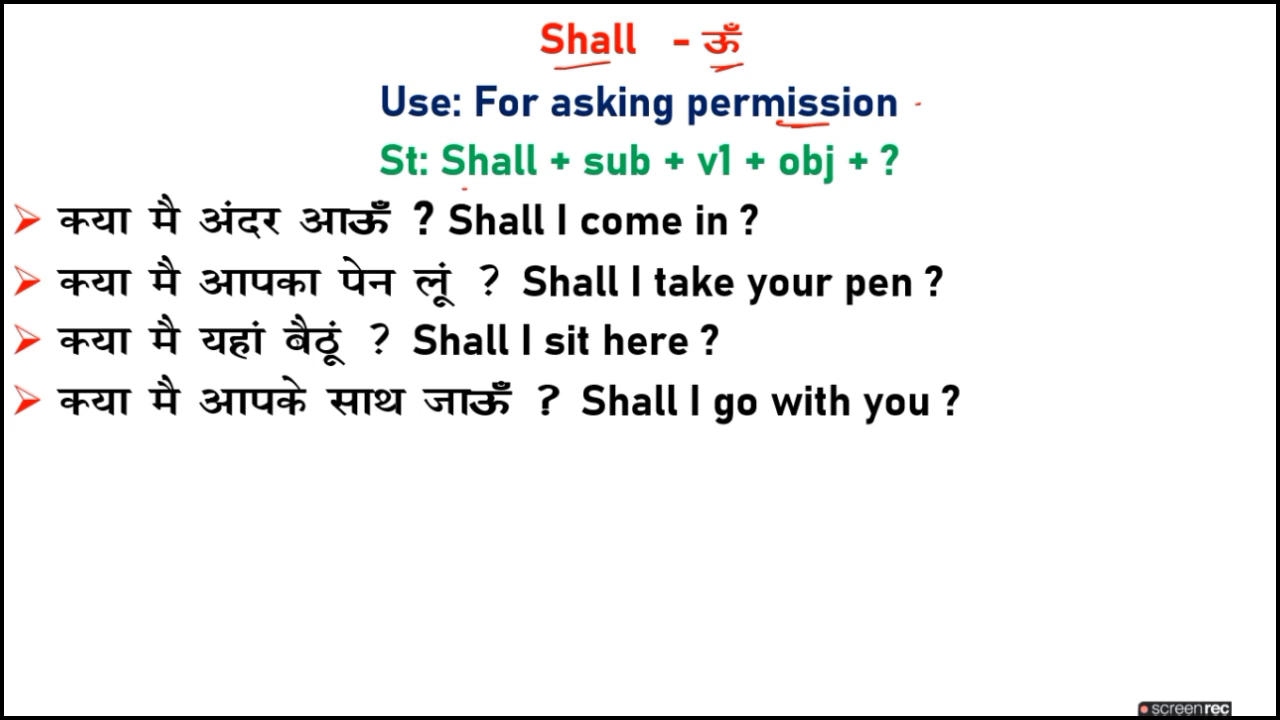 Shall - ऊँ
Use: For asking permission
St: Shall + sub + v1 + obj + ?
➢ क्या मै अंदर आऊँ ? Shall I come in ?
➢ क्या मै आपका पेन लूं ? Shall I take your pen ?
➢ क्या मै यहां बैठूं ? Shall I sit here ?
➢ क्या मै आपके साथ जाऊँ ? Shall I go with you ?
screenrec